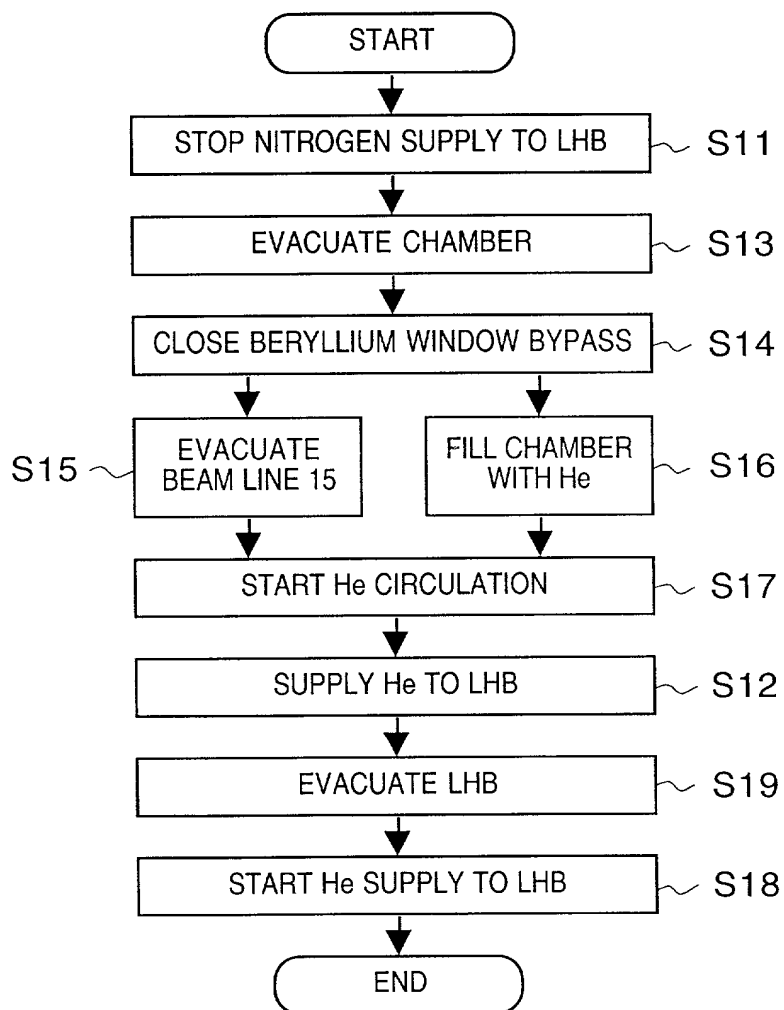 START
STOP NITROGEN SUPPLY TO LHB
S11
EVACUATE CHAMBER
S13
CLOSE BERYLLIUM WINDOW BYPASS
S14
S15
EVACUATE
BEAM LINE 15
FILL CHAMBER
WITH He
S16
START He CIRCULATION
S17
SUPPLY He TO LHB
S12
EVACUATE LHB
S19
START He SUPPLY TO LHB
S18
END